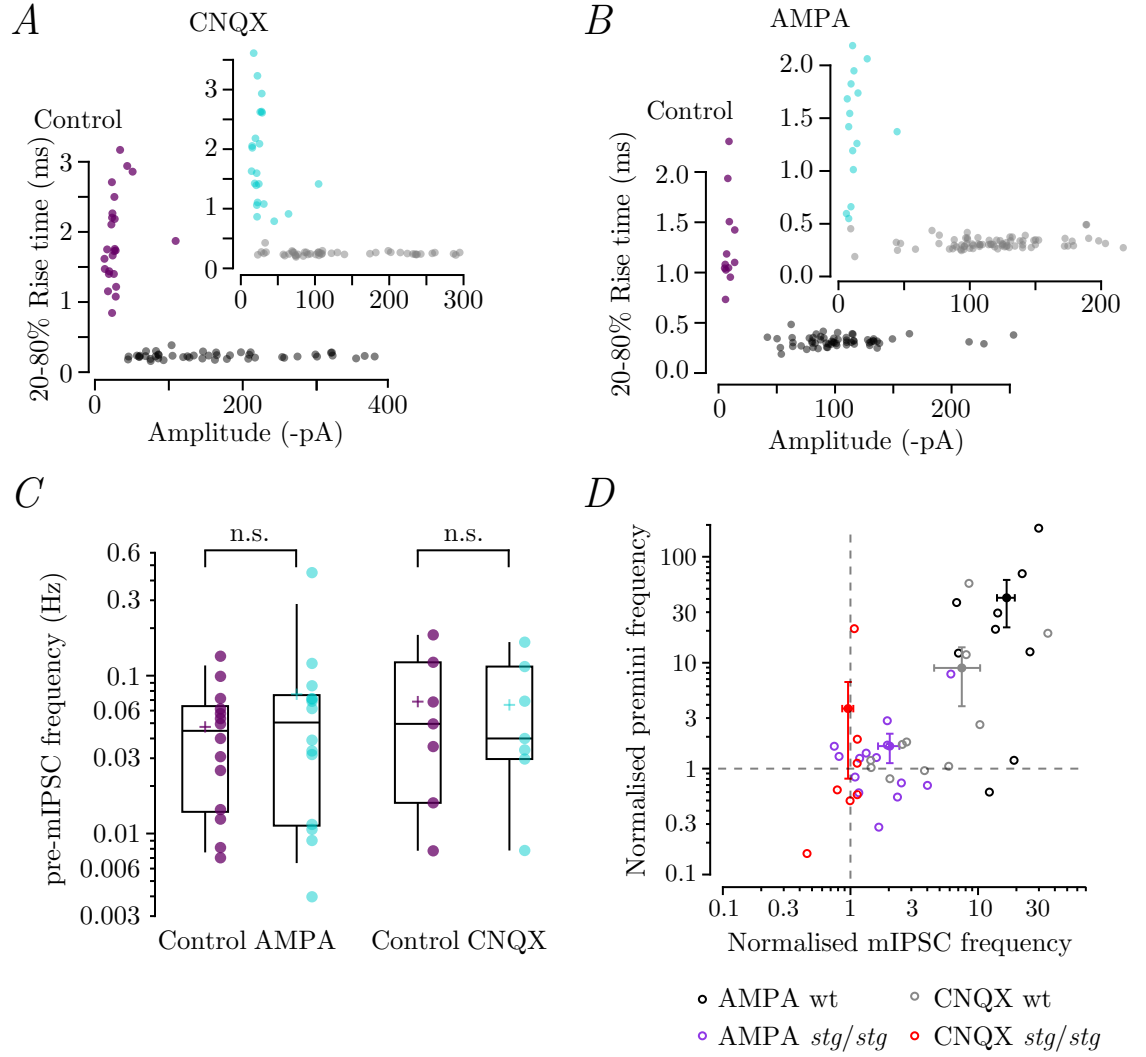 A
CNQX
3
2
1
0
0
100
200
300
Control
20-80% Rise time (ms)
3
2
1
0
0
200
400
Amplitude (-pA)
B
AMPA
2.0
1.5
1.0
0.5
0.0
0
100
200
Control
20-80% Rise time (ms)
2.0
1.0
0.5
0.0
0
100
200
Amplitude (-pA)
C
n.s.
n.s.
pre-mIPSC frequency (Hz)
0.6
0.3
0.1
0.06
0.03
0.01
0.006
0.003
Control AMPA
Control CNQX
D
Normalised premini frequency
100
30
10
3
1
0.3
0.1
0.1
0.3
1
3
10
30
Normalised mIPSC frequency
AMPA wt
CNQX wt
AMPA stg/stg
CNQX stg/stg